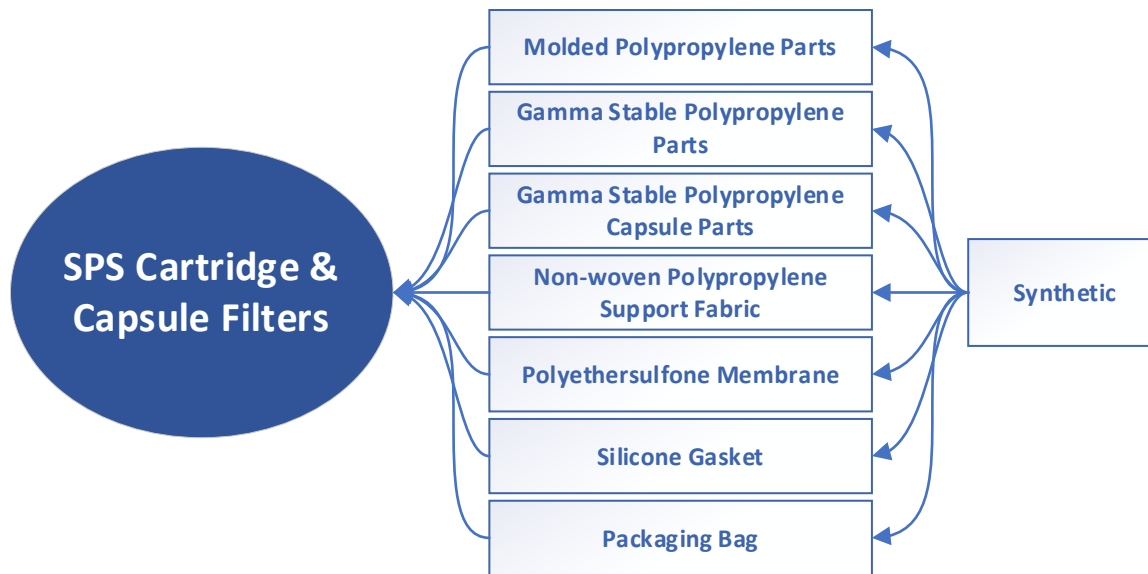 SPS Cartridge &
Capsule Filters
Molded Polypropylene Parts
Gamma Stable Polypropylene
Parts
Gamma Stable Polypropylene
Capsule Parts
Non-woven Polypropylene
Support Fabric
Polyethersulfone Membrane
Silicone Gasket
Packaging Bag
Synthetic